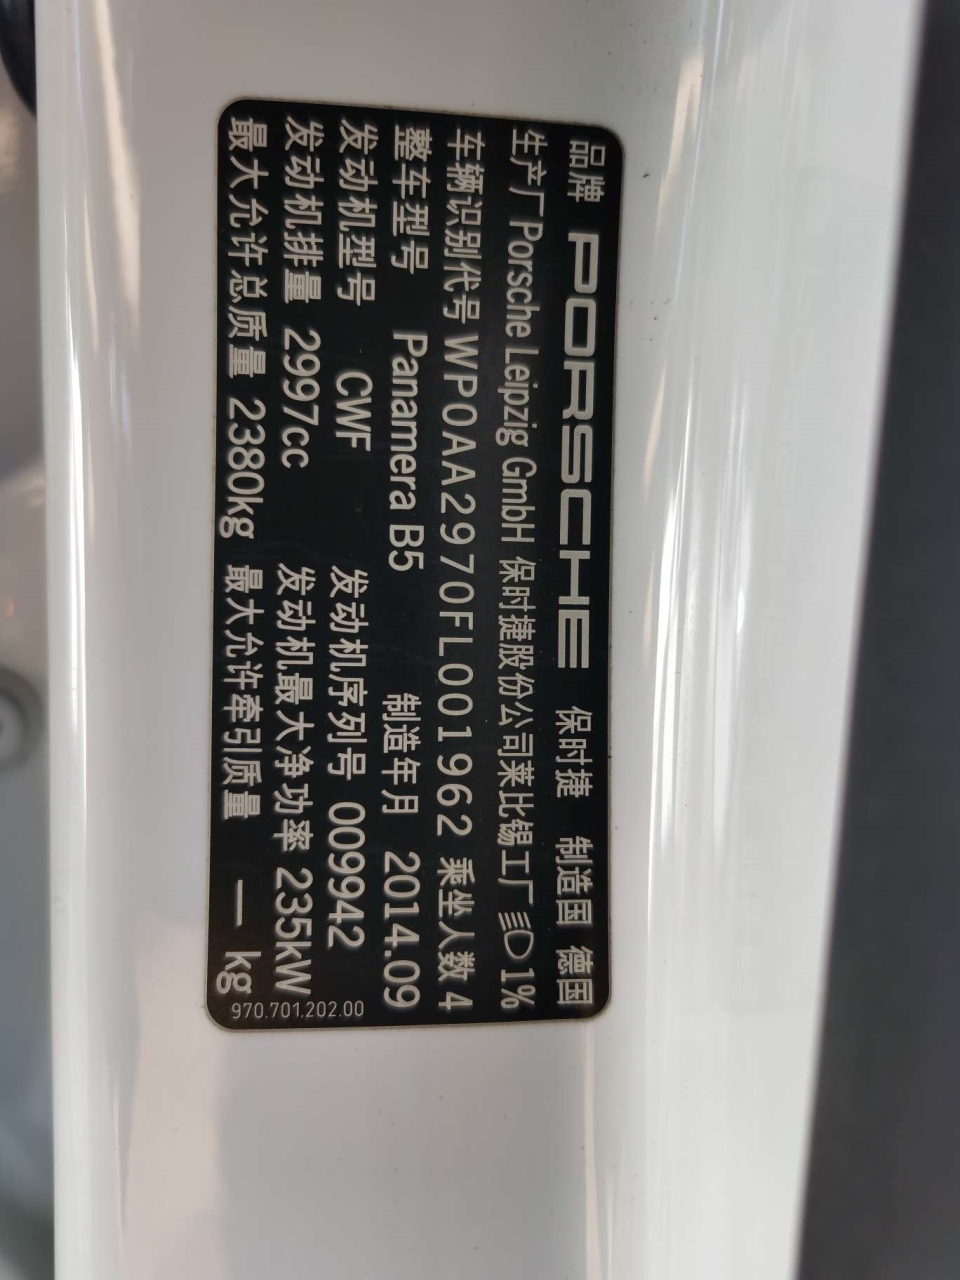 品牌 PORSCHE 保时捷 制造国 德国
生产厂 Porsche Leipzig GmbH 保时捷股份公司莱比锡工厂 1%
车辆识别代号 WP0AA2970FL001962 乘坐人数 4
整车型号 Panamera B5 制造年月 2014.09
发动机型号 CWF 发动机序列号 009942
发动机排量 2997cc 发动机最大净功率 235kW
最大允许总质量 2380kg 最大允许牵引质量 — kg
970.701.202.00